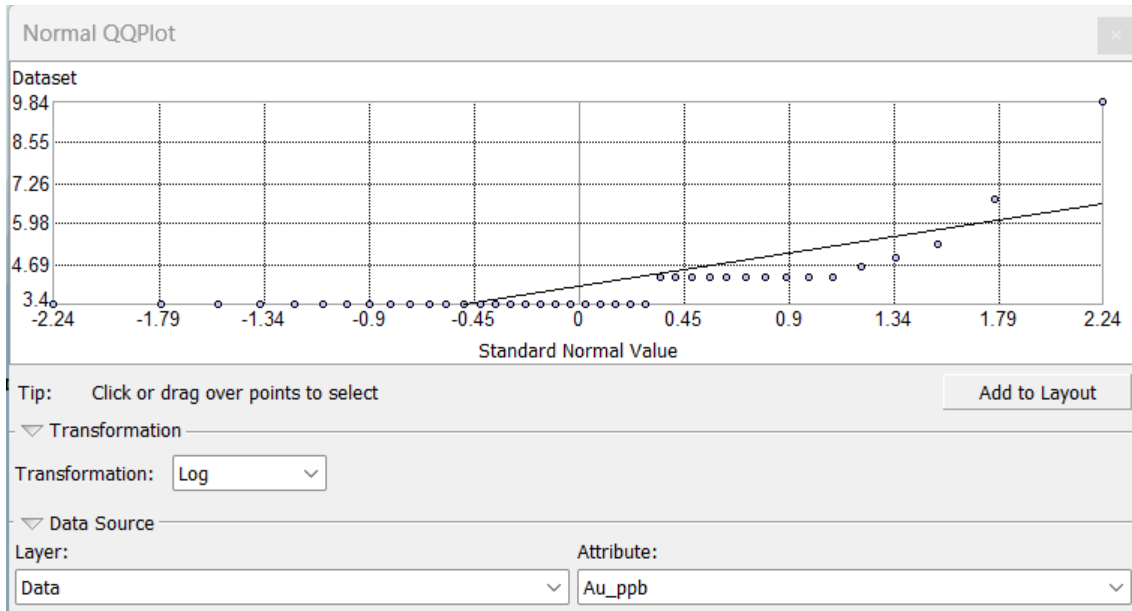 Normal QQPlot
×
Dataset
9.84
8.55
7.26
5.98
4.69
3.4
-2.24 -1.79 -1.34 -0.9 -0.45 0 0.45 0.9 1.34 1.79 2.24
Standard Normal Value
Tip: Click or drag over points to select Add to Layout
Transformation
Transformation: Log
Data Source
Layer: Attribute:
Data Au_ppb